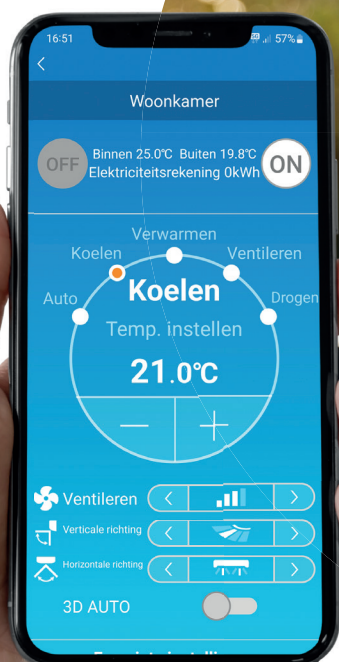 16:51 5G 57%
Woonkamer
OFF
Binnen 25.0°C Buiten 19.8°C
Elektriciteitsrekening 0kWh
ON
Verwarmen
Koelen Ventileren
Auto Drogen
Koelen
Temp. instellen
21.0°C
Ventileren
Verticale richting
Horizontale richting
3D AUTO